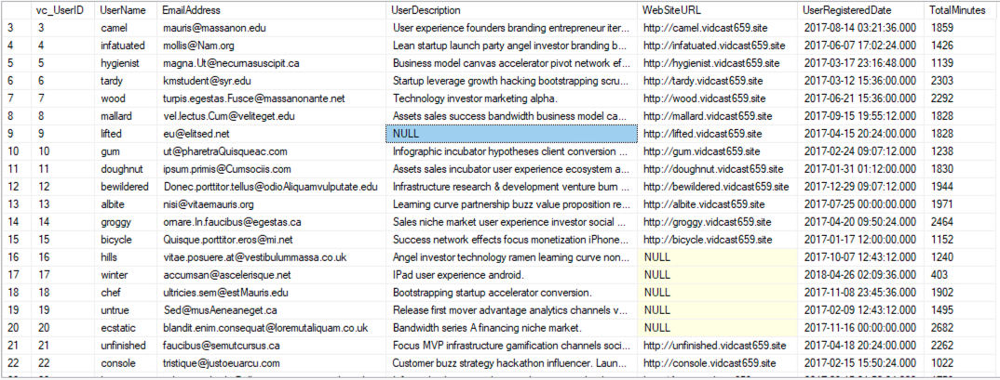 vc_UserID UserName EmailAddress UserDescription WebSiteURL UserRegisteredDate TotalMinutes
3 3 camel mauris@massanon.edu User experience founders branding entrepreneur iter... http://camel.vidcast659.site 2017-08-14 03:21:36.000 1859
4 4 infatuated mollis@Nam.org Lean startup launch party angel investor branding b... http://infatuated.vidcast659.site 2017-06-07 17:02:24.000 1426
5 5 hygienist magna.Ut@necurnasuscipit.ca Business model canvas accelerator pivot network ef... http://hygienist.vidcast659.site 2017-03-17 23:16:48.000 1139
6 6 tardy kmstudent@syr.edu Startup leverage growth hacking bootstrapping scru... http://tardy.vidcast659.site 2017-03-12 15:36:00.000 2303
7 7 wood turpis.egestas.Fusce@massanonante.net Technology investor marketing alpha. http://wood.vidcast659.site 2017-06-21 15:36:00.000 2292
8 8 mallard vel.lectus.Cum@veliteget.edu Assets sales success bandwidth business model ca... http://mallard.vidcast659.site 2017-09-15 19:55:12.000 1828
9 9 lifted eu@elitsed.net NULL http://lifted.vidcast659.site 2017-04-15 20:24:00.000 1828
10 10 gum ut@pharetraQuisqueac.com Infographic incubator hypotheses client conversion ... http://gum.vidcast659.site 2017-02-24 09:07:12.000 1238
11 11 doughnut ipsum.primis@Cumsociis.com Assets sales incubator user experience ecosystem a... http://doughnut.vidcast659.site 2017-01-31 01:12:00.000 1830
12 12 bewildered Donec.porttitor.tellus@odioAliquamvulputate.edu Infrastructure research & development venture burn ... http://bewildered.vidcast659.site 2017-12-29 09:07:12.000 1944
13 13 albite nisi@vitaemauris.org Learning curve partnership buzz value proposition re... http://albite.vidcast659.site 2017-07-25 00:00:00.000 1971
14 14 groggy ornare.In.faucibus@egestas.ca Sales niche market user experience investor social ... http://groggy.vidcast659.site 2017-04-20 09:50:24.000 2464
15 15 bicycle Quisque.porttitor.eros@mi.net Success network effects focus monetization iPhone... http://bicycle.vidcast659.site 2017-01-17 12:00:00.000 1152
16 16 hills vitae.posuere.at@vestibulummassa.co.uk Angel investor technology ramen learning curve non... NULL 2017-10-07 12:43:12.000 1240
17 17 winter accumsan@ascelerisque.net IPad user experience android. NULL 2018-04-26 02:09:36.000 403
18 18 chef ultricies.sem@estMauris.edu Bootstrapping startup accelerator conversion. NULL 2017-11-08 23:45:36.000 1902
19 19 untrue Sed@musAeneaneget.ca Release first mover advantage analytics channels v... NULL 2017-02-09 12:43:12.000 1495
20 20 ecstatic blandit.enim.consequat@loremutaliquam.co.uk Bandwidth series A financing niche market. NULL 2017-11-16 00:00:00.000 2682
21 21 unfinished faucibus@semutcursus.ca Focus MVP infrastructure gamification channels soci... http://unfinished.vidcast659.site 2017-04-18 20:24:00.000 2262
22 22 console tristique@justoeuarcu.com Customer buzz strategy hackathon influencer. Laun... http://console.vidcast659.site 2017-02-15 15:50:24.000 1022